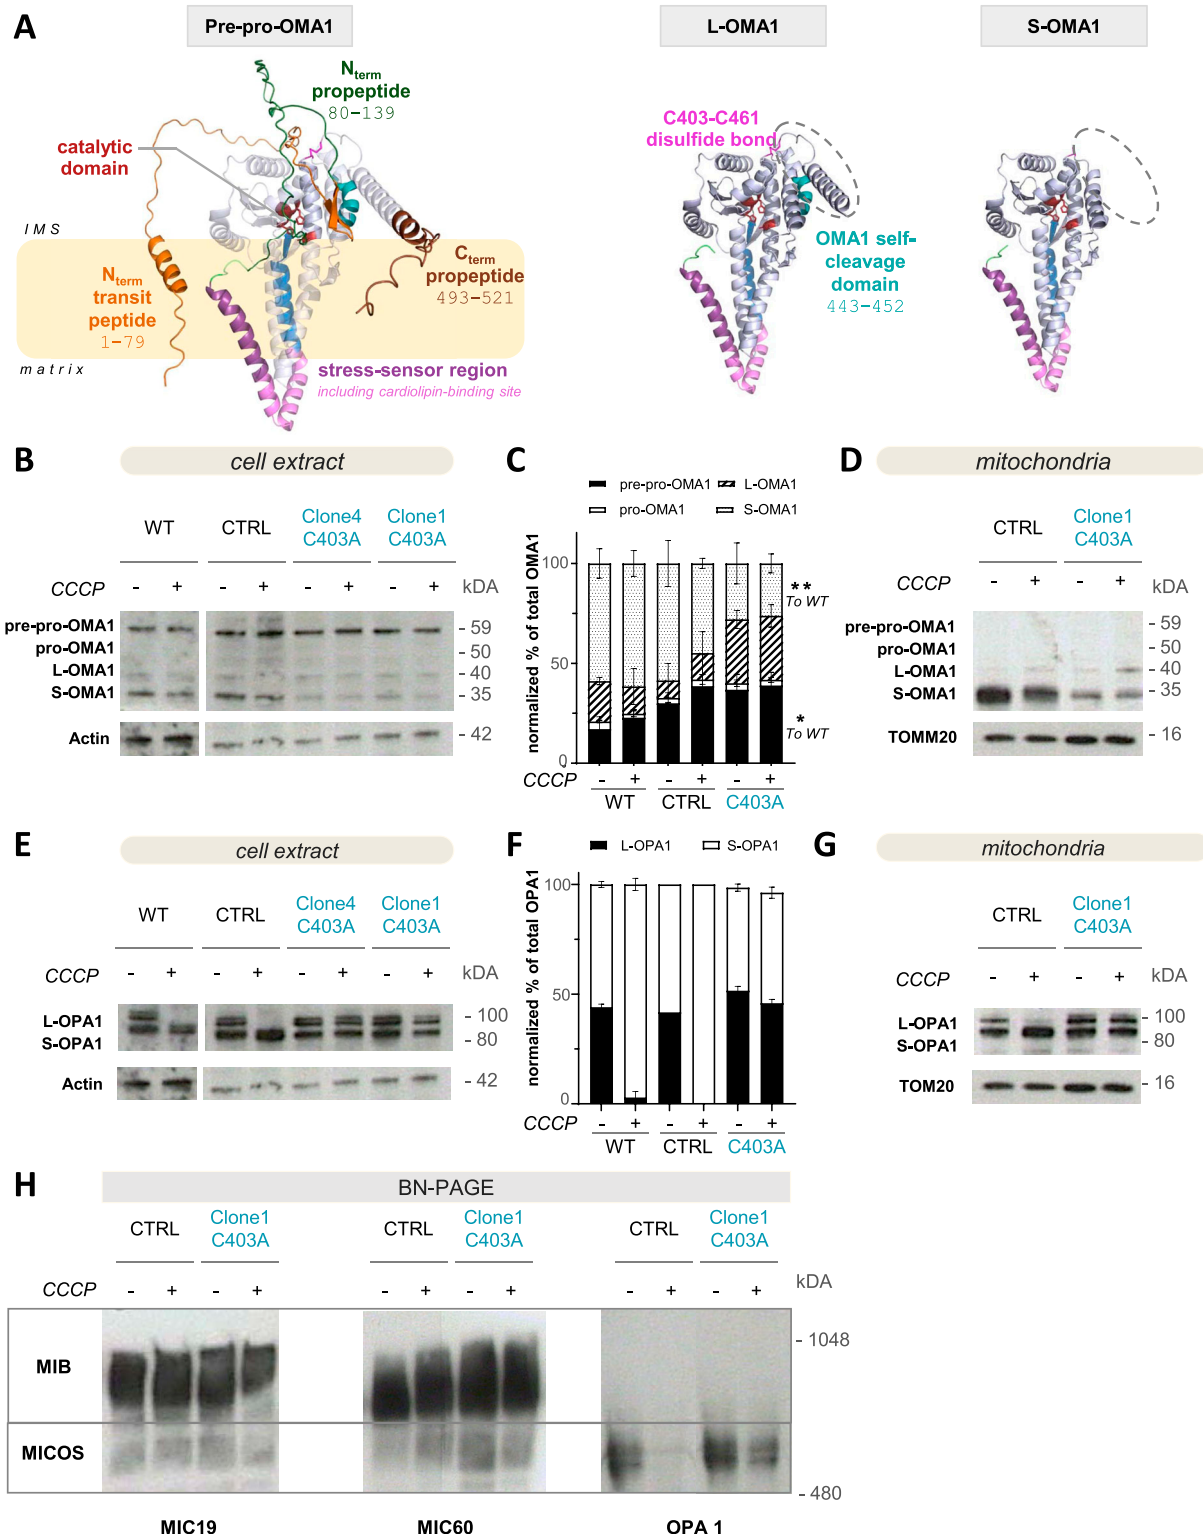 A
Pre-pro-OMA1
L-OMA1
S-OMA1
Nterm
propeptide
80-139
catalytic
domain
C403-C461
disulfide bond
IMS
Nterm
transit
peptide
1-79
Cterm
propeptide
493-521
OMA1 self-
cleavage
domain
443-452
matrix
stress-sensor region
including cardiolipin-binding site
B
cell extract
WT
CTRL
Clone4
C403A
Clone1
C403A
CCCP
- + - + - + - +
kDA
pre-pro-OMA1
pro-OMA1
L-OMA1
S-OMA1
- 59
- 50
- 40
- 35
Actin
- 42
C
pre-pro-OMA1
L-OMA1
pro-OMA1
S-OMA1
normalized % of total OMA1
100
50
0
**
To WT
*
To WT
CCCP - + - + - +
WT CTRL C403A
D
mitochondria
CTRL
Clone1
C403A
CCCP - + - +
kDA
pre-pro-OMA1
pro-OMA1
L-OMA1
S-OMA1
- 59
- 50
- 40
- 35
TOMM20
- 16
E
cell extract
WT
CTRL
Clone4
C403A
Clone1
C403A
CCCP - + - + - + - +
kDA
L-OPA1
S-OPA1
- 100
- 80
Actin
- 42
F
L-OPA1
S-OPA1
normalized % of total OPA1
100
50
0
CCCP - + - + - +
WT CTRL C403A
G
mitochondria
CTRL
Clone1
C403A
CCCP - + - +
kDA
L-OPA1
S-OPA1
- 100
- 80
TOM20
- 16
H
BN-PAGE
CTRL
Clone1
C403A
CTRL
Clone1
C403A
CTRL
Clone1
C403A
CCCP - + - + - + - + - + - +
kDA
MIB
- 1048
MICOS
- 480
MIC19
MIC60
OPA 1